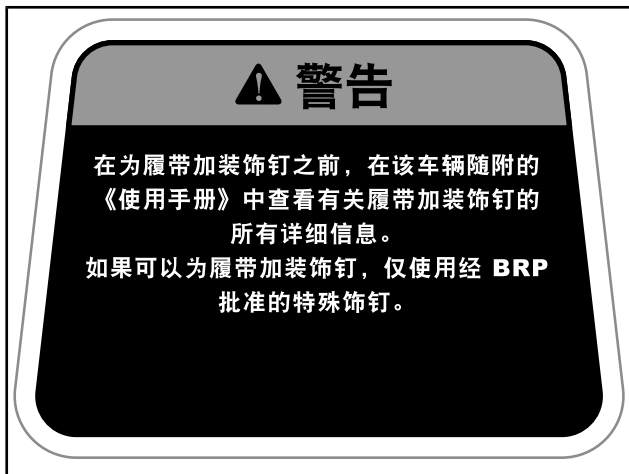 警告
在为履带加装饰钉之前，在该车辆随附的
《使用手册》中查看有关履带加装饰钉的
所有详细信息。
如果可以为履带加装饰钉，仅使用经 BRP
批准的特殊饰钉。